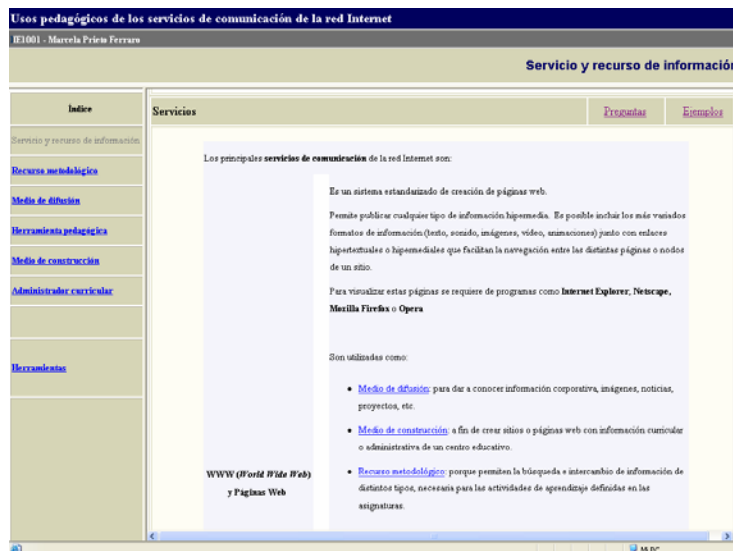 Usos pedagógicos de los servicios de comunicación de la red Internet
IE1001 - Marcela Prieto Ferraro
Servicio y recurso de información
Indice
Servicios
Preguntas
Ejemplos
Servicio y recurso de información
Recurso metodológico
Medio de difusión
Herramienta pedagógica
Medio de construcción
Administrador curricular
Herramientas
Los principales servicios de comunicación de la red Internet son:
Es un sistema estandarizado de creación de páginas web.
Permite publicar cualquier tipo de información hipermedia. Es posible incluir los más variados
formatos de información (texto, sonido, imágenes, video, animaciones) junto con enlaces
hipertextuales o hipermediales que facilitan la navegación entre las distintas páginas o nodos
de un sitio.
Para visualizar estas páginas se requiere de programas como Internet Explorer, Netscape,
Mozilla Firefox o Opera
Son utilizadas como:
• Medio de difusión: para dar a conocer información corporativa, imágenes, noticias,
proyectos, etc.
• Medio de construcción: a fin de crear sitios o páginas web con información curricular
o administrativa de un centro educativo.
WWW (World Wide Web)
y Páginas Web
• Recurso metodológico: porque permiten la búsqueda e intercambio de información de
distintos tipos, necesaria para las actividades de aprendizaje definidas en las
asignaturas.
Mi PC